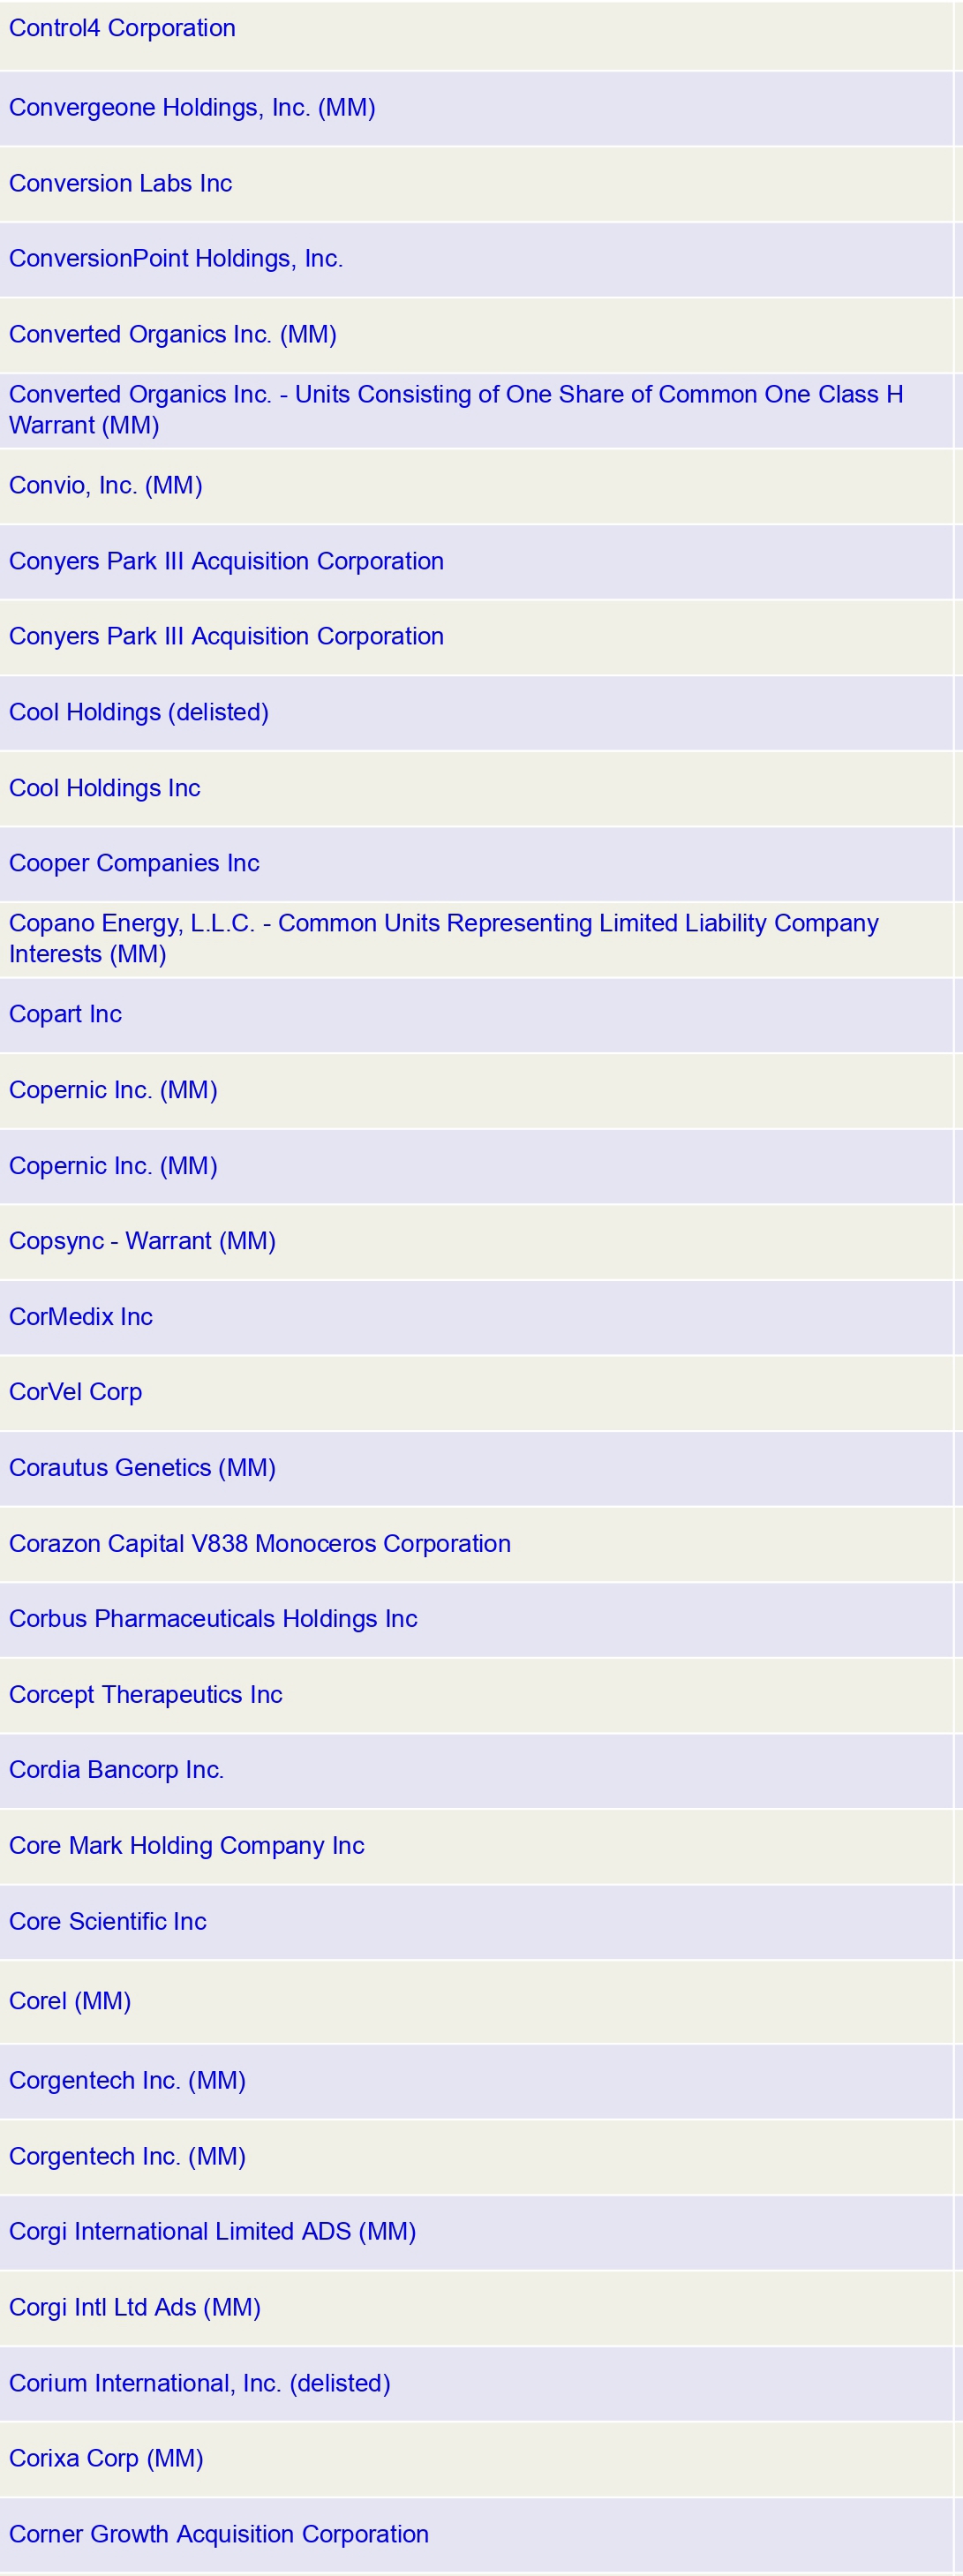 Control4 Corporation
Convergeone Holdings, Inc. (MM)
Conversion Labs Inc
ConversionPoint Holdings, Inc.
Converted Organics Inc. (MM)
Converted Organics Inc. - Units Consisting of One Share of Common One Class H
Warrant (MM)
Convio, Inc. (MM)
Conyers Park III Acquisition Corporation
Conyers Park III Acquisition Corporation
Cool Holdings (delisted)
Cool Holdings Inc
Cooper Companies Inc
Copano Energy, L.L.C. - Common Units Representing Limited Liability Company
Interests (MM)
Copart Inc
Copernic Inc. (MM)
Copernic Inc. (MM)
Copsync - Warrant (MM)
CorMedix Inc
CorVel Corp
Corautus Genetics (MM)
Corazon Capital V838 Monoceros Corporation
Corbus Pharmaceuticals Holdings Inc
Corcept Therapeutics Inc
Cordia Bancorp Inc.
Core Mark Holding Company Inc
Core Scientific Inc
Corel (MM)
Corgentech Inc. (MM)
Corgentech Inc. (MM)
Corgi International Limited ADS (MM)
Corgi Intl Ltd Ads (MM)
Corium International, Inc. (delisted)
Corixa Corp (MM)
Corner Growth Acquisition Corporation